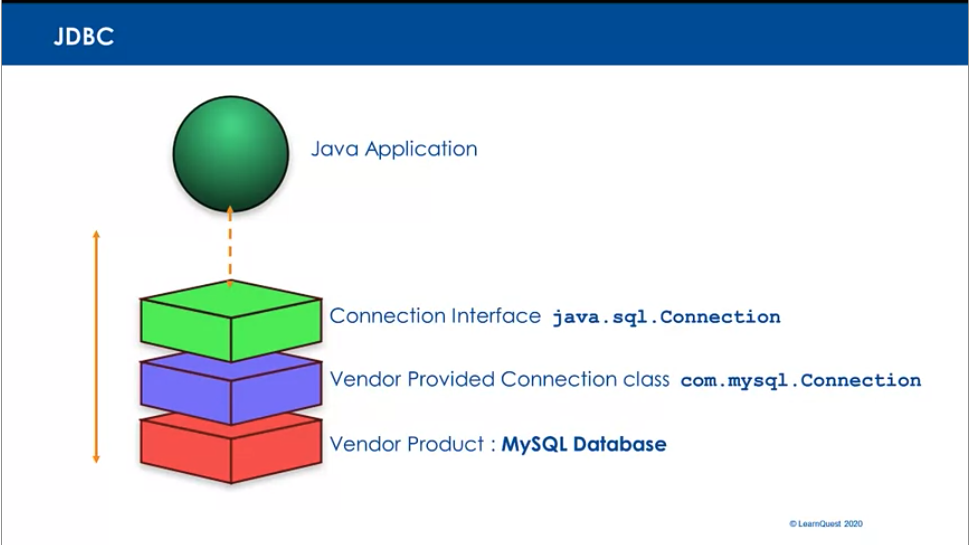 JDBC
Java Application
Connection Interface java.sql.Connection
Vendor Provided Connection class com.mysql.Connection
Vendor Product : MySQL Database
© LearnQuest 2020